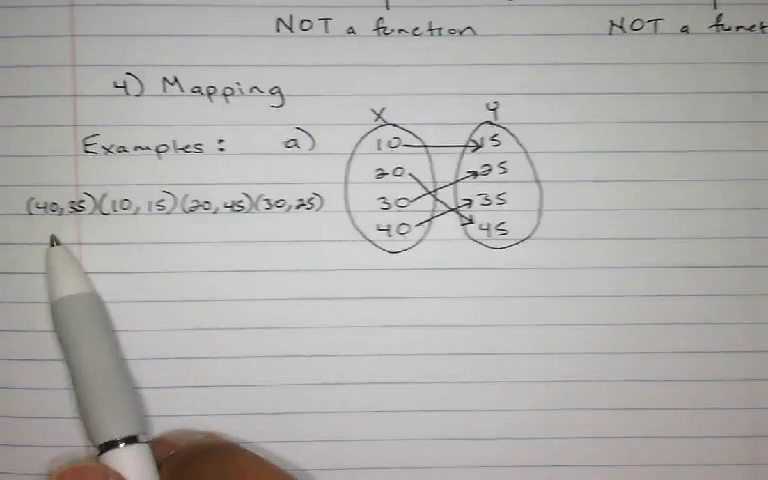 NOT a function NOT a funct
4) Mapping
X Y
Examples : a) 10 15
20 25
(40,35)(10,15)(20,45)(30,25) 30 35
40 45